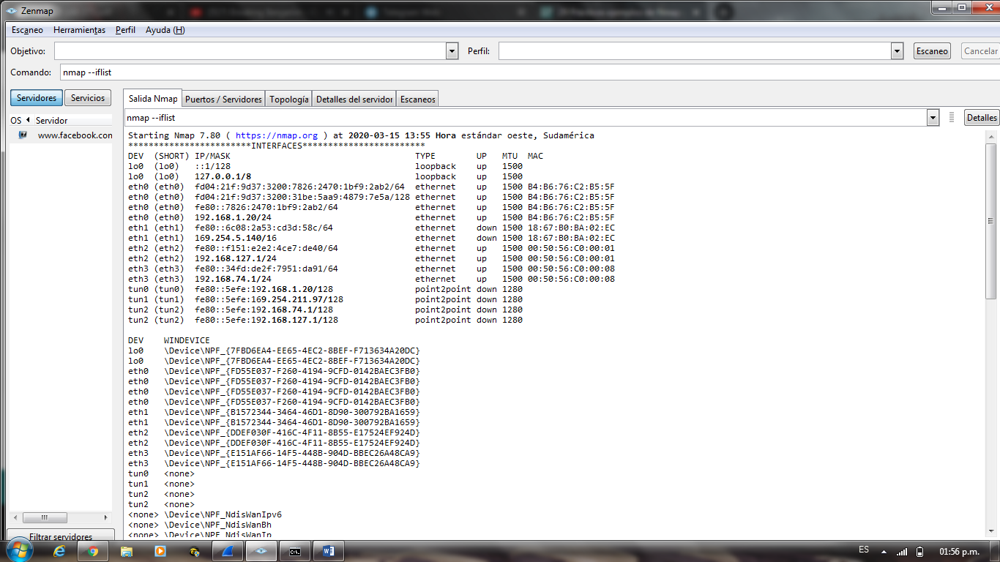 Zenmap
Escaneo Herramientas Perfil Ayuda (H)
Objetivo: Perfil: Escaneo Cancelar
Comando: nmap --iflist
Servidores Servicios
Salida Nmap Puertos / Servidores Topología Detalles del servidor Escaneos
OS Servidor
www.facebook.con
nmap --iflist Detalles
Starting Nmap 7.80 ( https://nmap.org ) at 2020-03-15 13:55 Hora estándar oeste, Sudamérica
************************INTERFACES************************
DEV (SHORT) IP/MASK TYPE UP MTU MAC
lo0 (lo0) ::1/128 loopback up 1500
lo0 (lo0) 127.0.0.1/8 loopback up 1500
eth0 (eth0) fd04:21f:9d37:3200:7826:2470:1bf9:2ab2/64 ethernet up 1500 B4:B6:76:C2:B5:5F
eth0 (eth0) fd04:21f:9d37:3200:31be:5aa9:4879:7e5a/128 ethernet up 1500 B4:B6:76:C2:B5:5F
eth0 (eth0) fe80::7826:2470:1bf9:2ab2/64 ethernet up 1500 B4:B6:76:C2:B5:5F
eth0 (eth0) 192.168.1.20/24 ethernet up 1500 B4:B6:76:C2:B5:5F
eth1 (eth1) fe80::6c08:2a53:cd3d:58c/64 ethernet down 1500 18:67:B0:BA:02:EC
eth1 (eth1) 169.254.5.140/16 ethernet down 1500 18:67:B0:BA:02:EC
eth2 (eth2) fe80::f151:e2e2:4ce7:de40/64 ethernet up 1500 00:50:56:C0:00:01
eth2 (eth2) 192.168.127.1/24 ethernet up 1500 00:50:56:C0:00:01
eth3 (eth3) fe80::34fd:de2f:7951:da91/64 ethernet up 1500 00:50:56:C0:00:08
eth3 (eth3) 192.168.74.1/24 ethernet up 1500 00:50:56:C0:00:08
tun0 (tun0) fe80::5efe:192.168.1.20/128 point2point down 1280
tun1 (tun1) fe80::5efe:169.254.211.97/128 point2point down 1280
tun2 (tun2) fe80::5efe:192.168.74.1/128 point2point down 1280
tun2 (tun2) fe80::5efe:192.168.127.1/128 point2point down 1280
DEV WINDEVICE
lo0 \Device\NPF_{7FBD6EA4-EE65-4EC2-8BEF-F713634A20DC}
lo0 \Device\NPF_{7FBD6EA4-EE65-4EC2-8BEF-F713634A20DC}
eth0 \Device\NPF_{FD55E037-F260-4194-9CFD-0142BAEC3FB0}
eth0 \Device\NPF_{FD55E037-F260-4194-9CFD-0142BAEC3FB0}
eth0 \Device\NPF_{FD55E037-F260-4194-9CFD-0142BAEC3FB0}
eth0 \Device\NPF_{FD55E037-F260-4194-9CFD-0142BAEC3FB0}
eth1 \Device\NPF_{B1572344-3464-46D1-8D90-300792BA1659}
eth1 \Device\NPF_{B1572344-3464-46D1-8D90-300792BA1659}
eth2 \Device\NPF_{DDEF030F-416C-4F11-8B55-E17524EF924D}
eth2 \Device\NPF_{DDEF030F-416C-4F11-8B55-E17524EF924D}
eth3 \Device\NPF_{E151AF66-14F5-448B-904D-BBEC26A48CA9}
eth3 \Device\NPF_{E151AF66-14F5-448B-904D-BBEC26A48CA9}
tun0 <none>
tun1 <none>
tun2 <none>
tun2 <none>
<none> \Device\NPF_NdisWanIpv6
<none> \Device\NPF_NdisWanBh
<none> \Device\NPF_NdisWanIp
Filtrar servidores
ES 01:56 p.m.